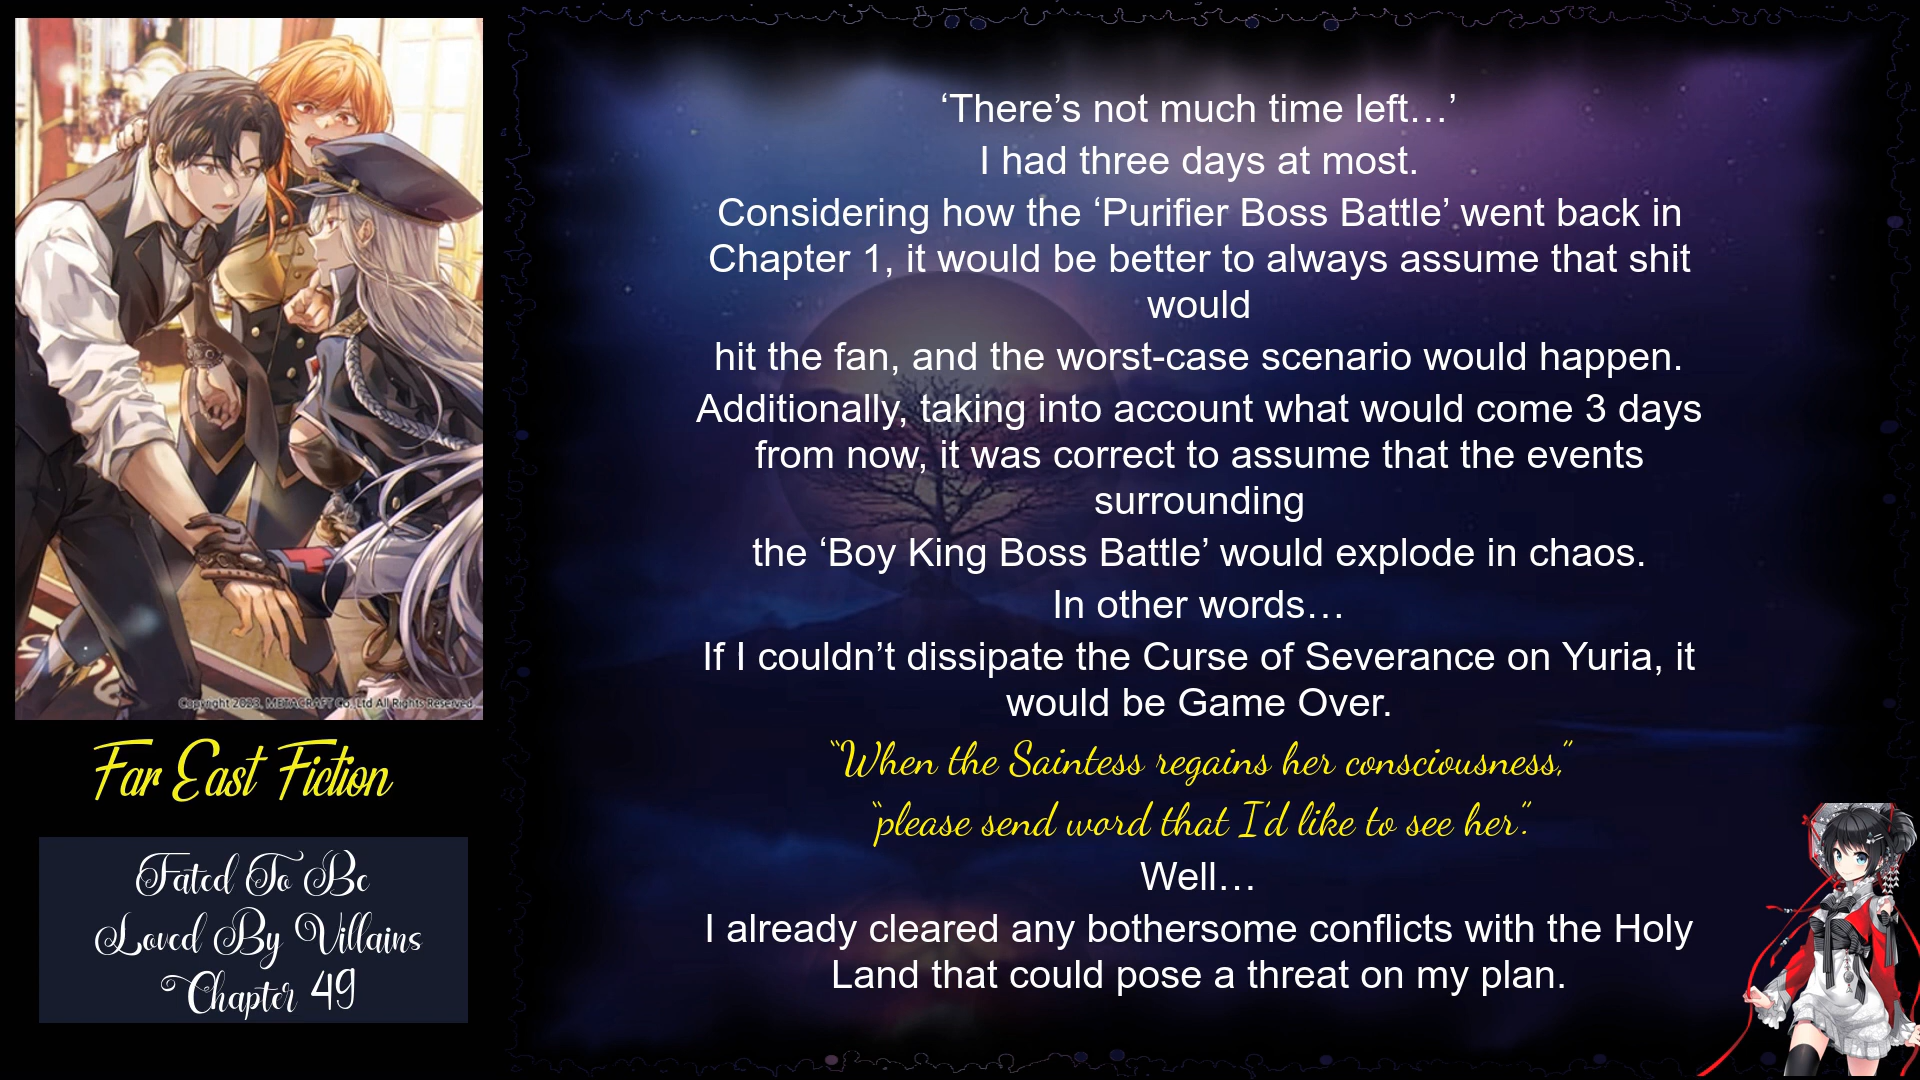 ‘There’s not much time left…’
I had three days at most.
Considering how the ‘Purifier Boss Battle’ went back in
Chapter 1, it would be better to always assume that shit
would
hit the fan, and the worst-case scenario would happen.
Additionally, taking into account what would come 3 days
from now, it was correct to assume that the events
surrounding
the ‘Boy King Boss Battle’ would explode in chaos.
In other words…
If I couldn’t dissipate the Curse of Severance on Yuria, it
would be Game Over.
“When the Saintess regains her consciousness,”
“please send word that I’d like to see her.”
Well…
I already cleared any bothersome conflicts with the Holy
Land that could pose a threat on my plan.
Copyright 2023. METACRAFT Co. Ltd All Rights Reserved
Far East Fiction
Fated To Be
Loved By Villains
Chapter 49